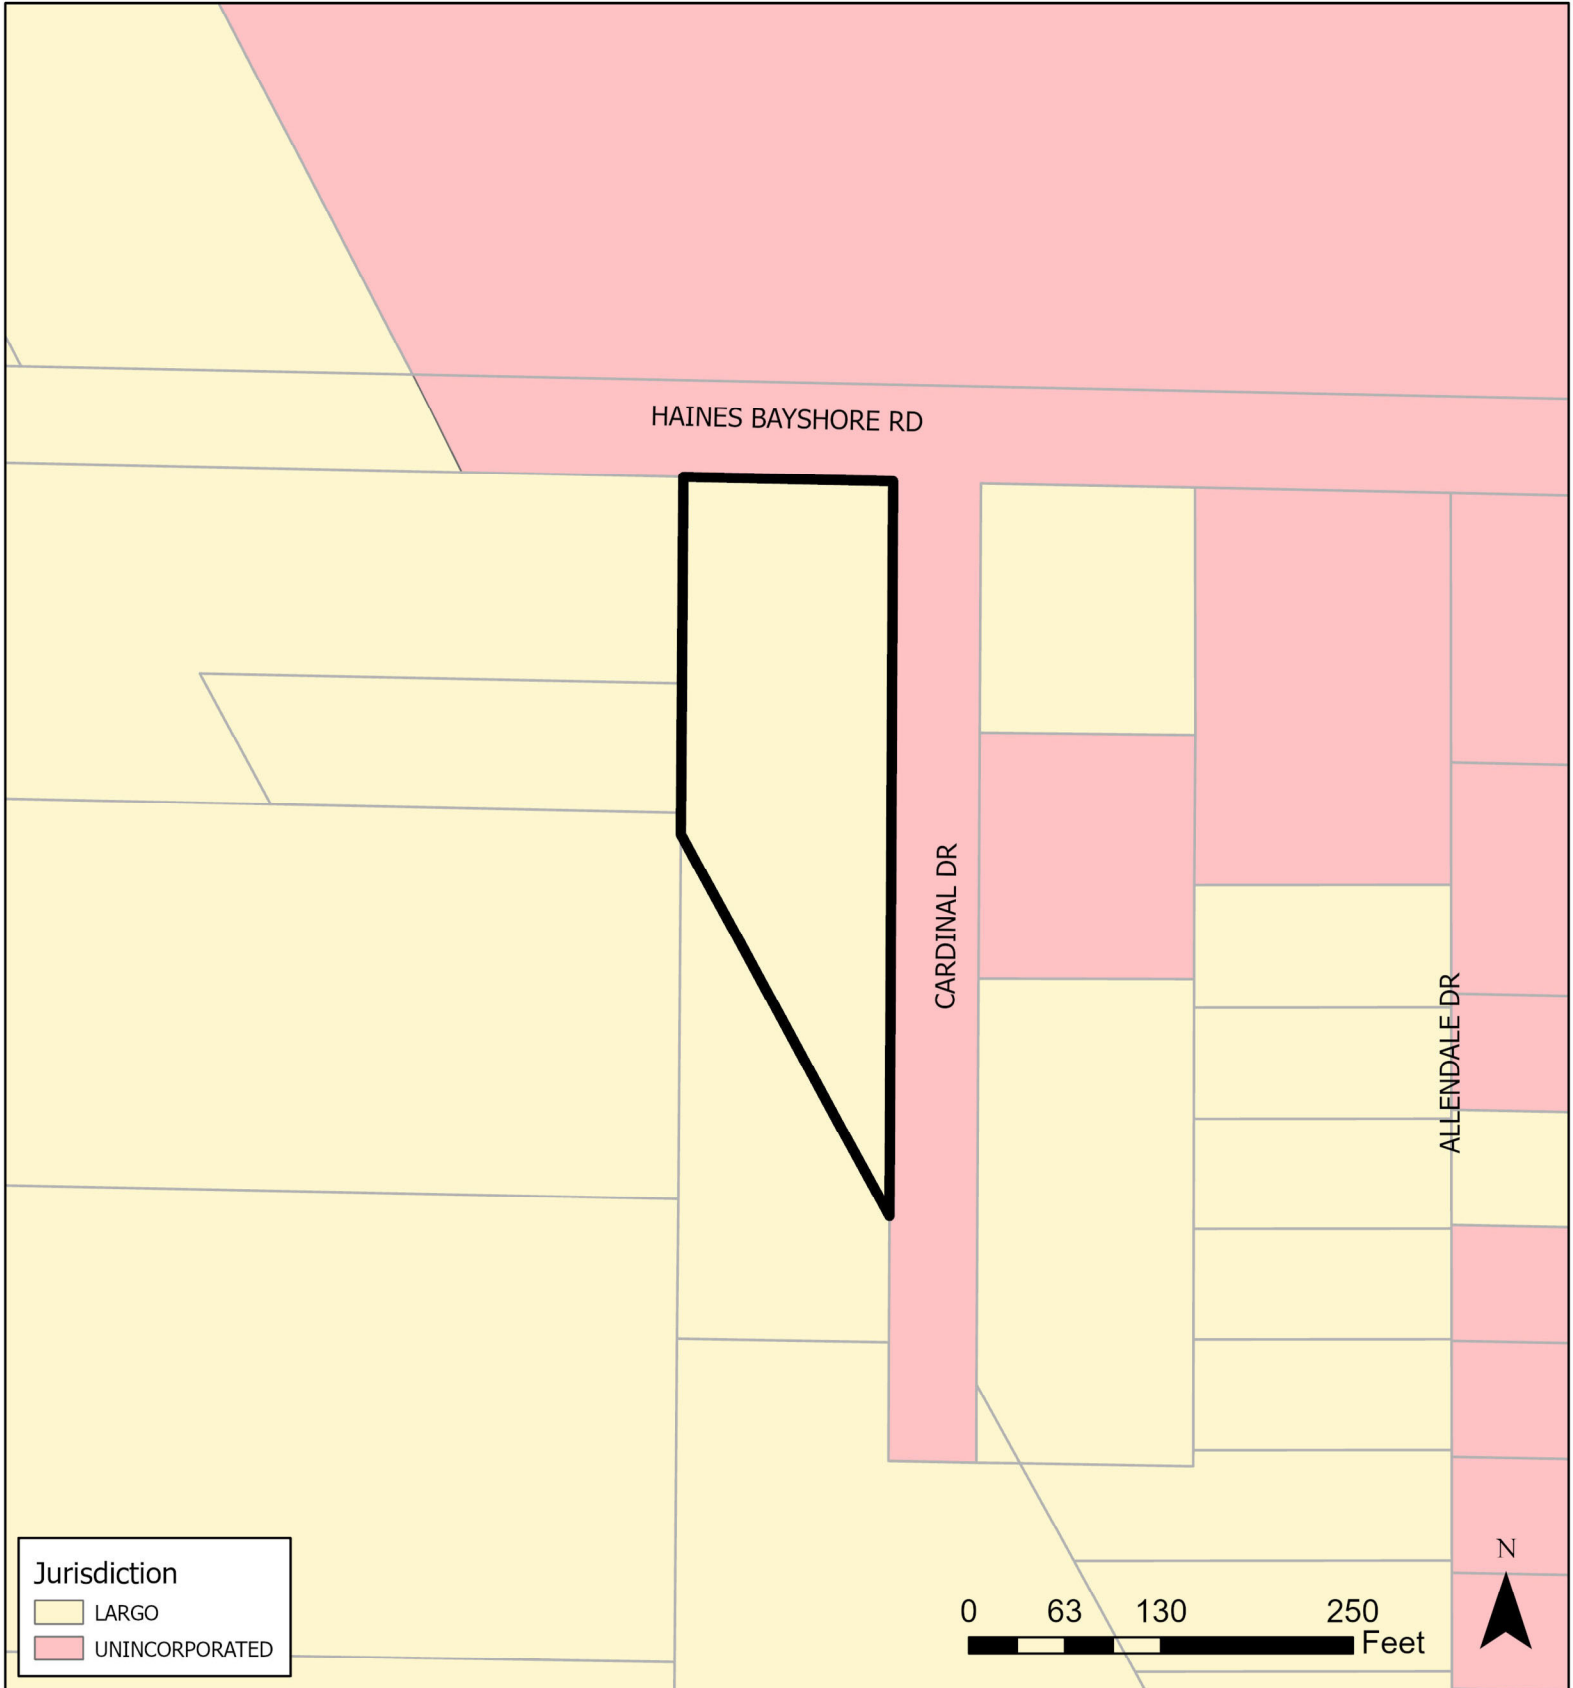 HAINES BAYSHORE RD
CARDINAL DR
ALLENDALE DR
Jurisdiction
LARGO
UNINCORPORATED
0 63 130 250
Feet
N